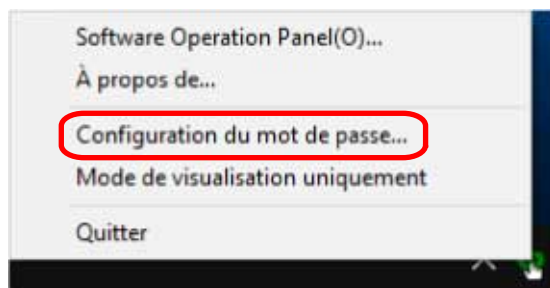 Software Operation Panel(O)...
À propos de...
Configuration du mot de passe...
Mode de visualisation uniquement
Quitter